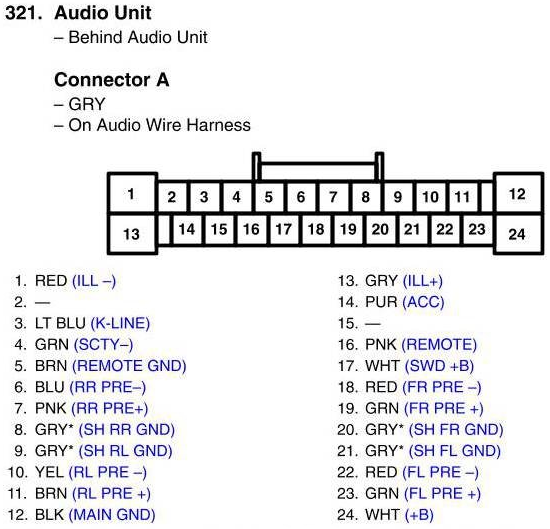 321. Audio Unit
– Behind Audio Unit
Connector A
– GRY
– On Audio Wire Harness
1 2 3 4 5 6 7 8 9 10 11 12
13 14 15 16 17 18 19 20 21 22 23 24
1. RED (ILL –)
2. —
3. LT BLU (K-LINE)
4. GRN (SCTY–)
5. BRN (REMOTE GND)
6. BLU (RR PRE–)
7. PNK (RR PRE+)
8. GRY* (SH RR GND)
9. GRY* (SH RL GND)
10. YEL (RL PRE –)
11. BRN (RL PRE +)
12. BLK (MAIN GND)
13. GRY (ILL+)
14. PUR (ACC)
15. —
16. PNK (REMOTE)
17. WHT (SWD +B)
18. RED (FR PRE –)
19. GRN (FR PRE +)
20. GRY* (SH FR GND)
21. GRY* (SH FL GND)
22. RED (FL PRE –)
23. GRN (FL PRE +)
24. WHT (+B)